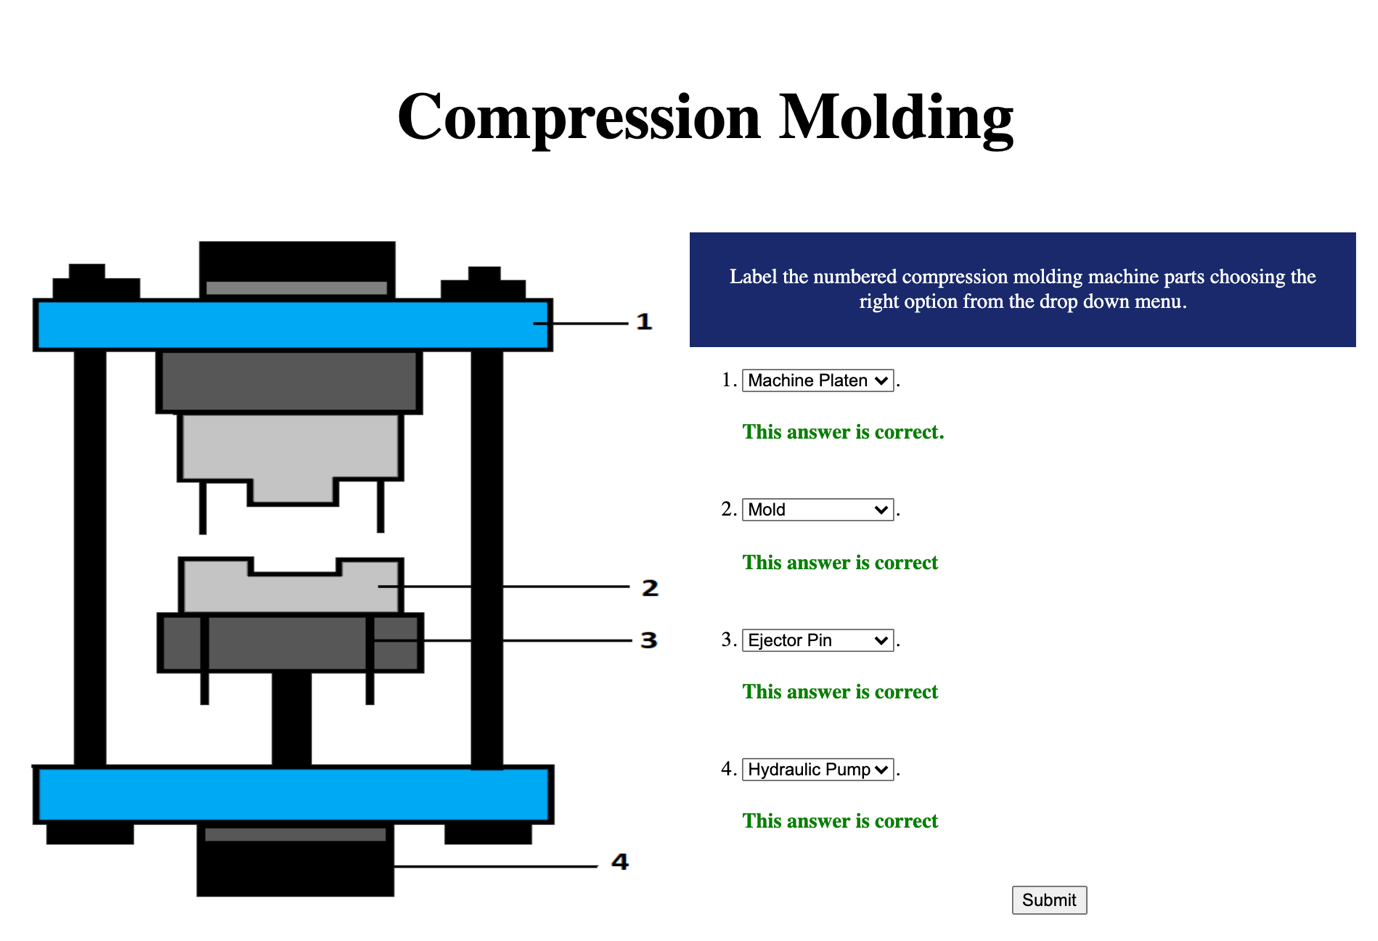 Compression Molding
1
2
3
4
Label the numbered compression molding machine parts choosing the
right option from the drop down menu.
1. Machine Platen.
This answer is correct.
2. Mold.
This answer is correct
3. Ejector Pin.
This answer is correct
4. Hydraulic Pump.
This answer is correct
Submit